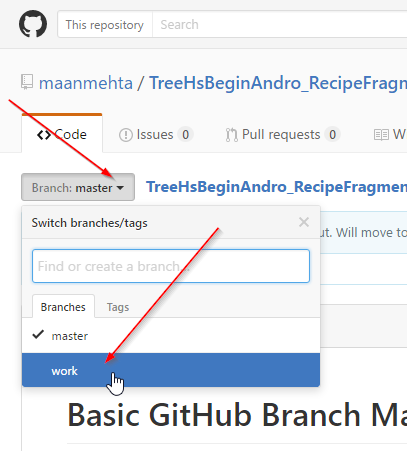 This repository Search
maanmehta / TreeHsBeginAndro_RecipeFragm
Code Issues 0 Pull requests 0
Branch: master TreeHsBeginAndro_RecipeFragmen
Switch branches/tags
out. Will move to
Find or create a branch
Branches Tags
master
work
Basic GitHub Branch Ma